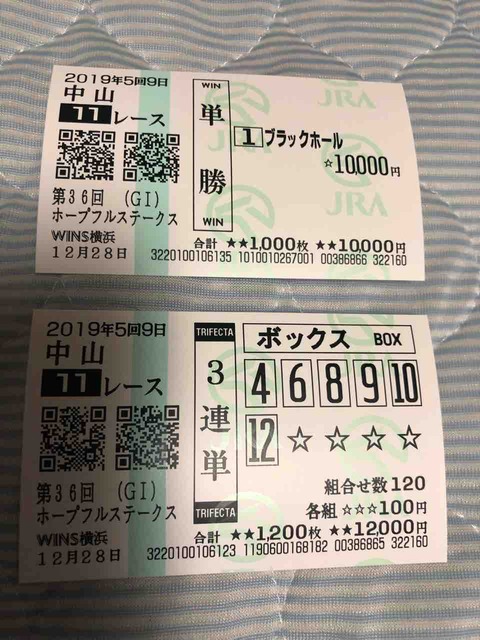 2019年5回9日
中山
11レース
第36回 (GI)
ホープフルステークス
WINS横浜
12月28日
WIN
単勝
WIN
1 ブラックホール
☆10,000円
JRA
JRA
合計 ★★1,000枚 ★★10,000円
3220100106135 1010010267001 00386866 322160
2019年5回9日
中山
11レース
第36回 (GI)
ホープフルステークス
WINS横浜
12月28日
TRIFECTA
3連単
TRIFECTA
ボックス BOX
4 6 8 9 10
12 ☆ ☆ ☆ ☆
組合せ数120
各組 ☆☆☆100円
JRA
合計 ★★1,200枚 ★★12,000円
3220100106123 1190600168182 00386865 322160